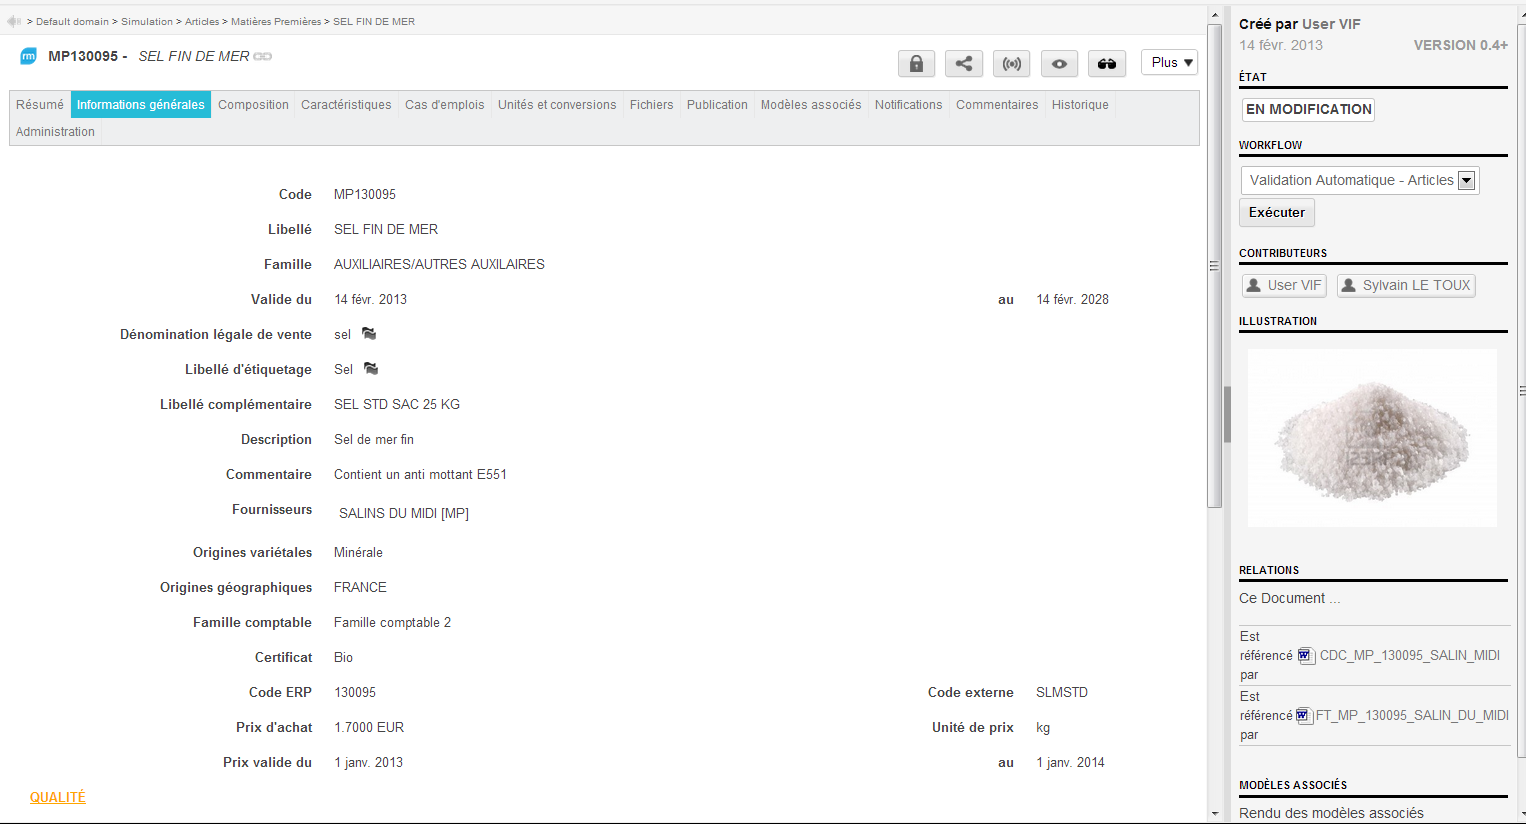 > Default domain > Simulation > Articles > Matières Premières > SEL FIN DE MER
rm MP130095 - SEL FIN DE MER
Plus ▼
Résumé Informations générales Composition Caractéristiques Cas d'emplois Unités et conversions Fichiers Publication Modèles associés Notifications Commentaires Historique
Administration
Code MP130095
Libellé SEL FIN DE MER
Famille AUXILIAIRES/AUTRES AUXILAIRES
Valide du 14 févr. 2013 au 14 févr. 2028
Dénomination légale de vente sel
Libellé d'étiquetage Sel
Libellé complémentaire SEL STD SAC 25 KG
Description Sel de mer fin
Commentaire Contient un anti mottant E551
Fournisseurs SALINS DU MIDI [MP]
Origines variétales Minérale
Origines géographiques FRANCE
Famille comptable Famille comptable 2
Certificat Bio
Code ERP 130095 Code externe SLMSTD
Prix d'achat 1.7000 EUR Unité de prix kg
Prix valide du 1 janv. 2013 au 1 janv. 2014
QUALITÉ
Créé par User VIF
14 févr. 2013 VERSION 0.4+
ÉTAT
EN MODIFICATION
WORKFLOW
Validation Automatique - Articles
Exécuter
CONTRIBUTEURS
User VIF Sylvain LE TOUX
ILLUSTRATION
RELATIONS
Ce Document ...
Est
référencé CDC_MP_130095_SALIN_MIDI
par
Est
référencé FT_MP_130095_SALIN_DU_MIDI
par
MODÈLES ASSOCIÉS
Rendu des modèles associés